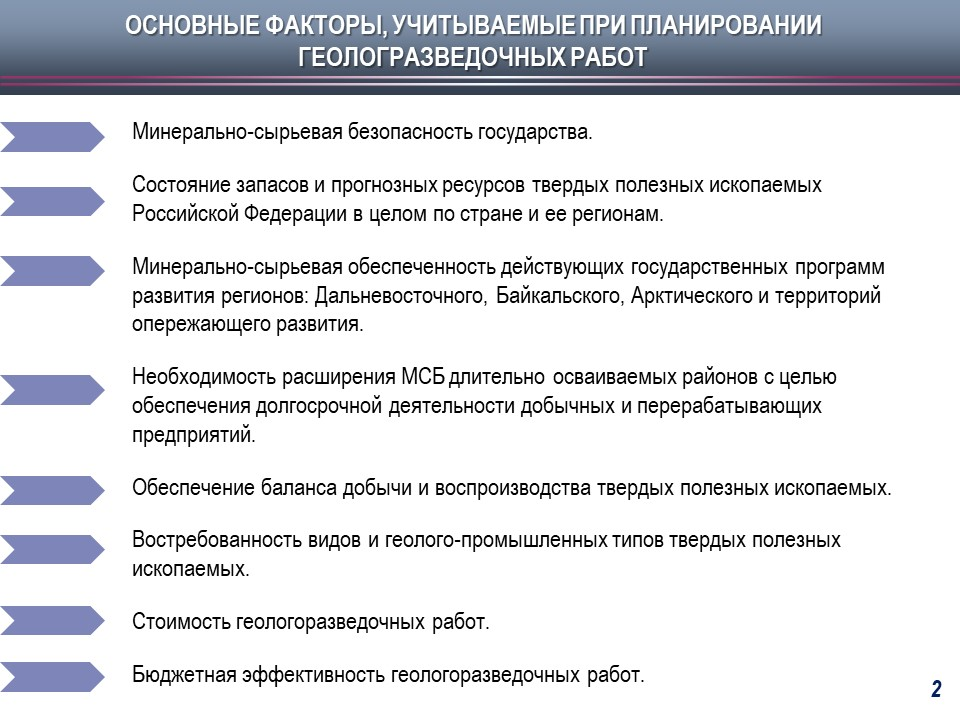 ОСНОВНЫЕ ФАКТОРЫ, УЧИТЫВАЕМЫЕ ПРИ ПЛАНИРОВАНИИ
ГЕОЛОГРАЗВЕДОЧНЫХ РАБОТ
Минерально-сырьевая безопасность государства.
Состояние запасов и прогнозных ресурсов твердых полезных ископаемых
Российской Федерации в целом по стране и ее регионам.
Минерально-сырьевая обеспеченность действующих государственных программ
развития регионов: Дальневосточного, Байкальского, Арктического и территорий
опережающего развития.
Необходимость расширения МСБ длительно осваиваемых районов с целью
обеспечения долгосрочной деятельности добычных и перерабатывающих
предприятий.
Обеспечение баланса добычи и воспроизводства твердых полезных ископаемых.
Востребованность видов и геолого-промышленных типов твердых полезных
ископаемых.
Стоимость геологоразведочных работ.
Бюджетная эффективность геологоразведочных работ.
2